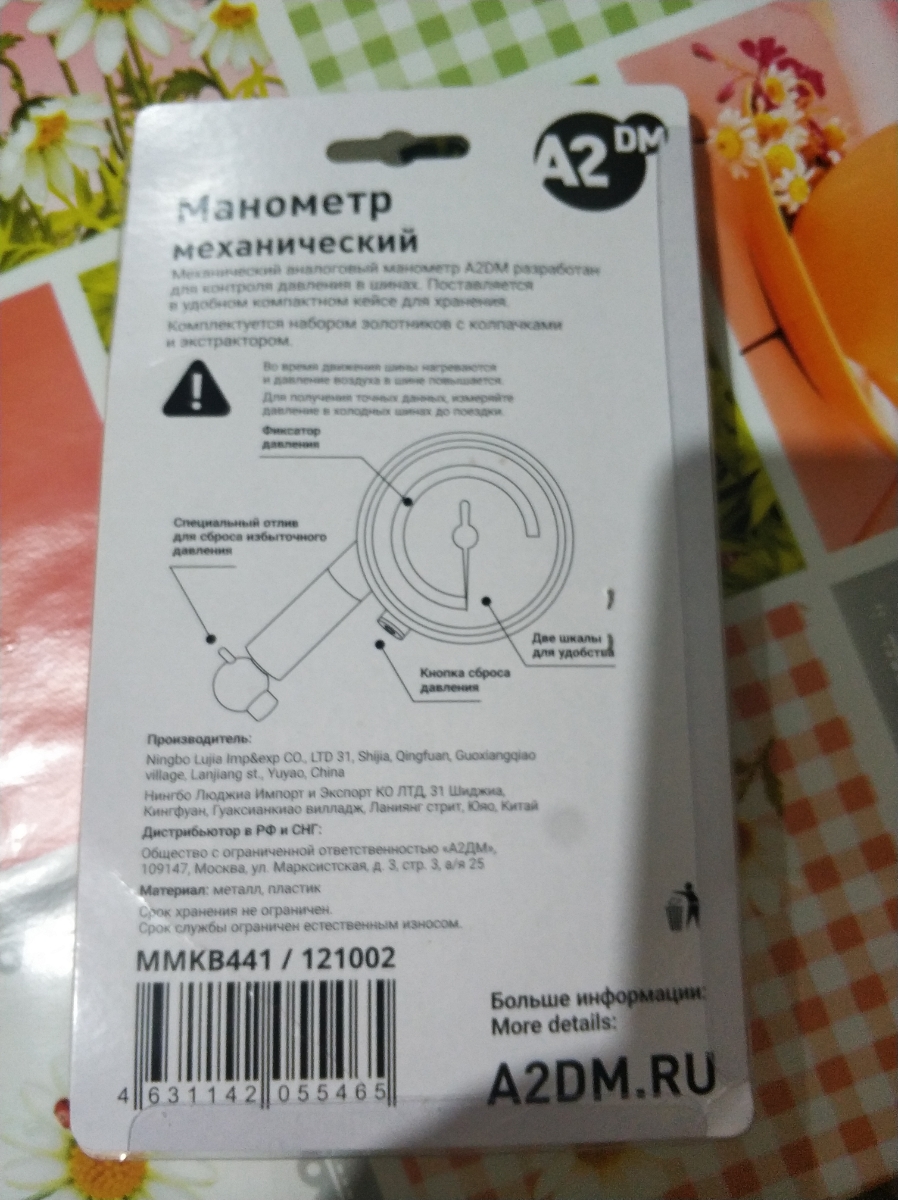 A2DM
Манометр
механический
Механический аналоговый манометр A2DM разработан
для контроля давления в шинах. Поставляется
в удобном компактном кейсе для хранения.
Комплектуется набором золотников с колпачками
и экстрактором.
Во время движения шины нагреваются
и давление воздуха в шине повышается.
Для получения точных данных, измеряйте
давление в холодных шинах до поездки.
Фиксатор
давления
Специальный отлив
для сброса избыточного
давления
Две шкалы
для удобства
Кнопка сброса
давления
Производитель:
Ningbo Lujia Imp&exp CO., LTD 31, Shijia, Qingfuan, Guoxiangqiao
village, Lanjiang st., Yuyao, China
Нингбо Люджиа Импорт и Экспорт КО ЛТД, 31 Шиджиа,
Кингфуан, Гуаксианкиао вилладж, Ланиянг стрит, Юяо, Китай
Дистрибьютор в РФ и СНГ:
Общество с ограниченной ответственностью «А2ДМ»,
109147, Москва, ул. Марксистская, д. 3, стр. 3, а/я 25
Материал: металл, пластик
Срок хранения не ограничен.
Срок службы ограничен естественным износом.
MMKB441 / 121002
4 631142 055465
Больше информации:
More details:
A2DM.RU